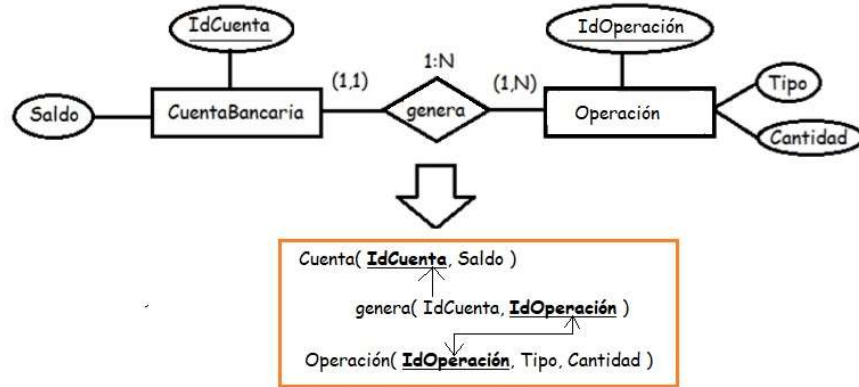 IdCuenta
IdOperación
1:N
(1,1)
(1,N)
Tipo
Saldo
CuentaBancaria
genera
Operación
Cantidad
Cuenta( IdCuenta, Saldo )
genera( IdCuenta, IdOperación )
Operación( IdOperación, Tipo, Cantidad )